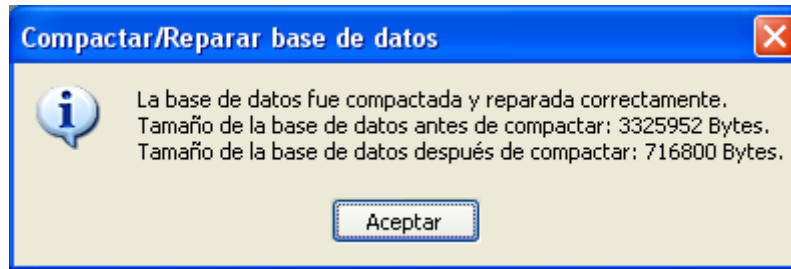 Compactar/Reparar base de datos
La base de datos fue compactada y reparada correctamente.
Tamaño de la base de datos antes de compactar: 3325952 Bytes.
Tamaño de la base de datos después de compactar: 716800 Bytes.
Aceptar